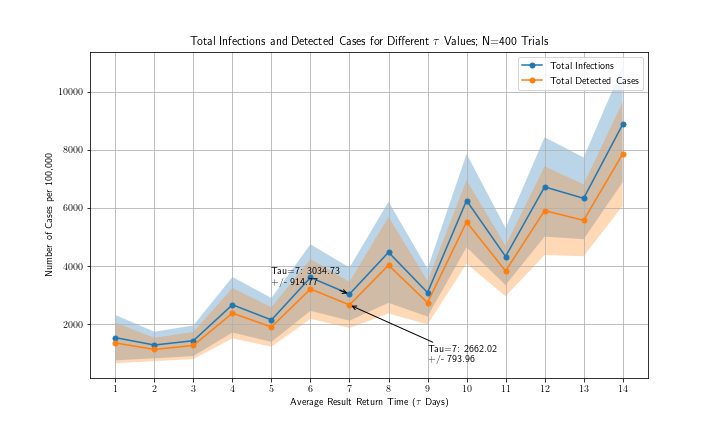 Total Infections and Detected Cases for Different τ Values; N=400 Trials
Total Infections
Total Detected Cases
Number of Cases per 100,000
10000
8000
6000
4000
2000
Tau=7: 3034.73
+/- 914.77
Tau=7: 2662.02
+/- 793.96
1 2 3 4 5 6 7 8 9 10 11 12 13 14
Average Result Return Time (τ Days)